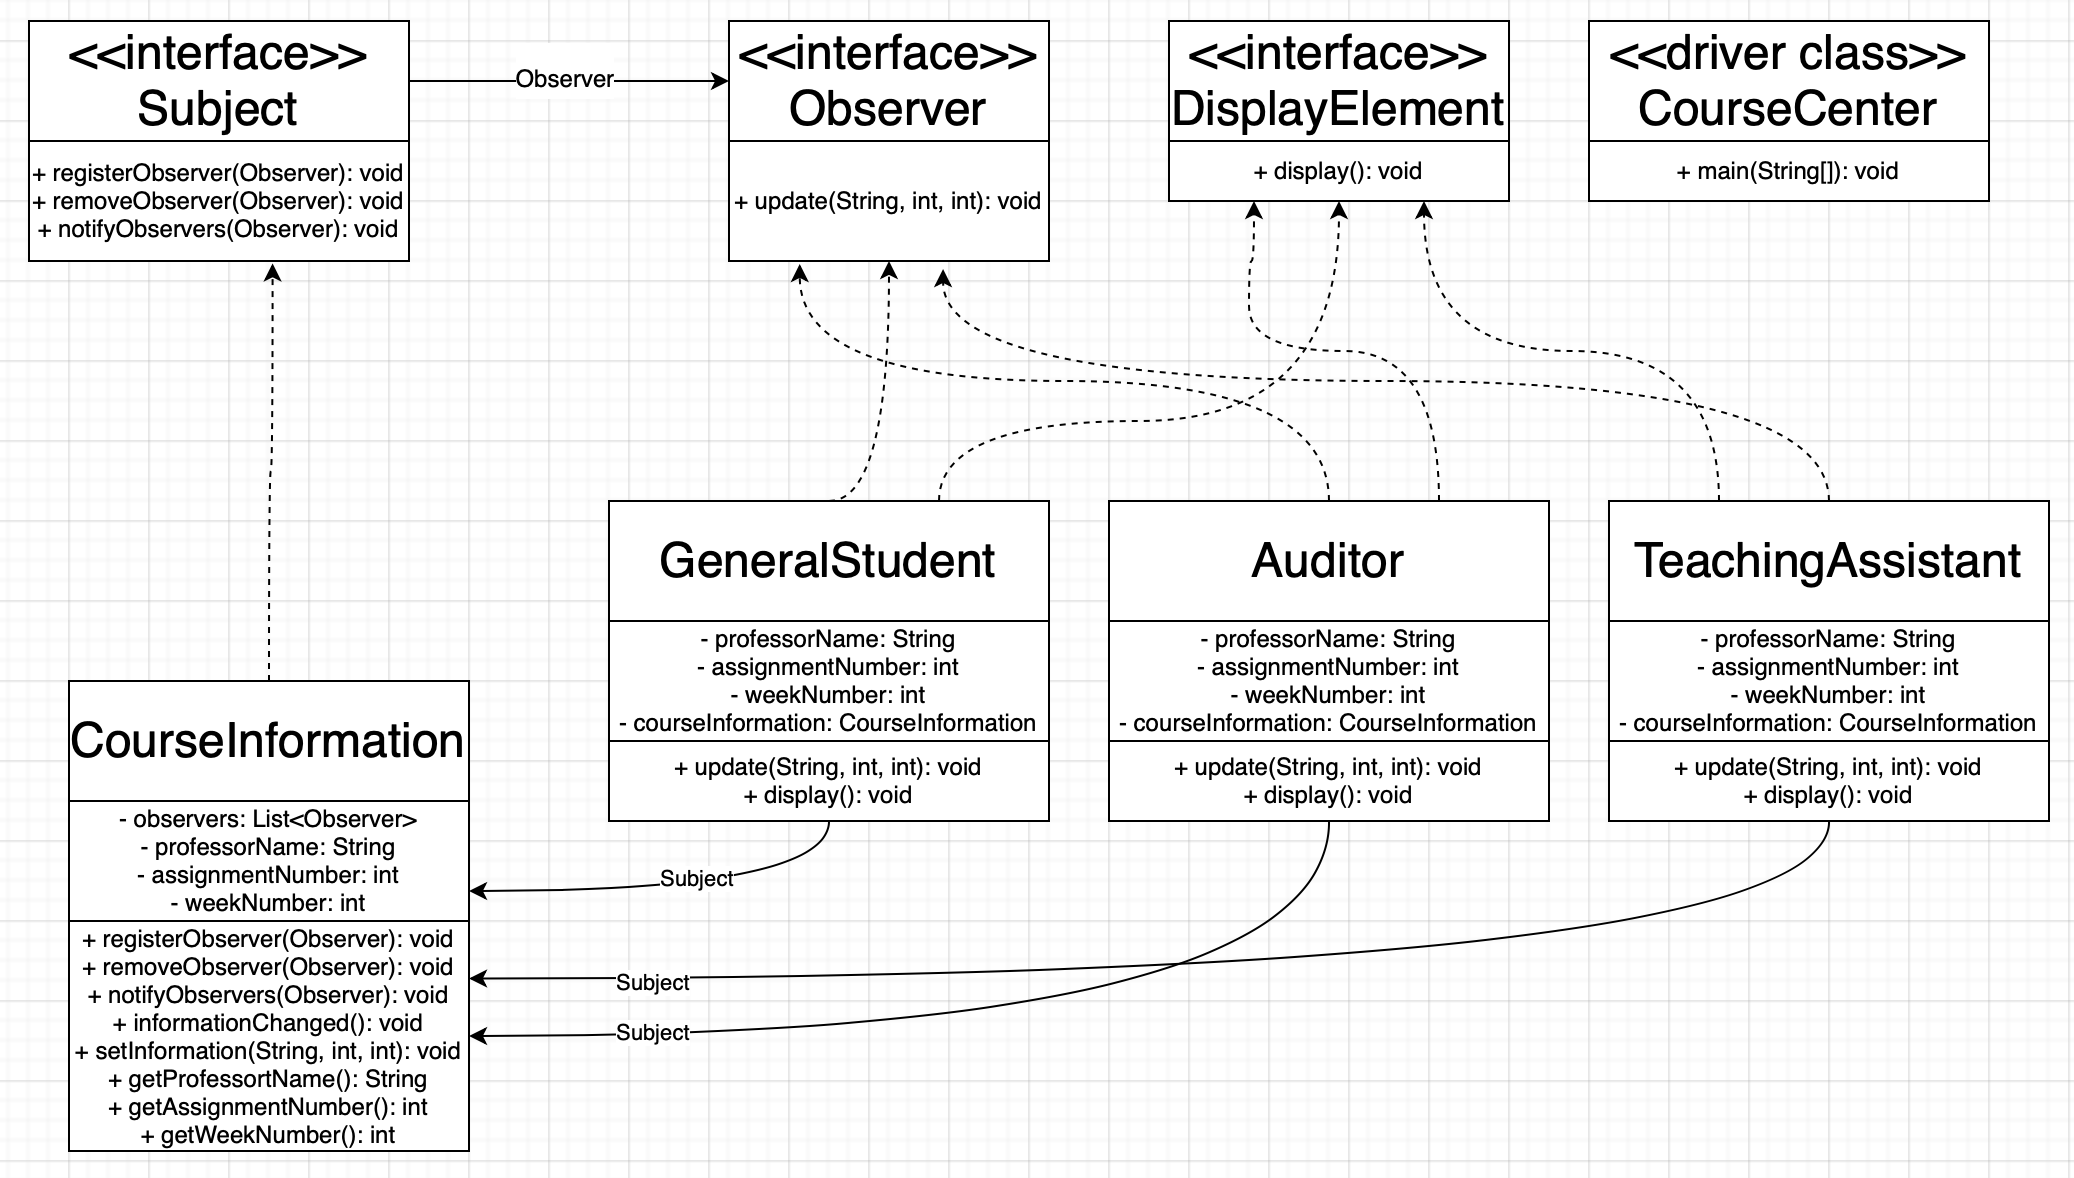 <<interface>>
Subject
+ registerObserver(Observer): void
+ removeObserver(Observer): void
+ notifyObservers(Observer): void
Observer
<<interface>>
Observer
+ update(String, int, int): void
<<interface>>
DisplayElement
+ display(): void
<<driver class>>
CourseCenter
+ main(String[]): void
GeneralStudent
- professorName: String
- assignmentNumber: int
- weekNumber: int
- courseInformation: CourseInformation
+ update(String, int, int): void
+ display(): void
Auditor
- professorName: String
- assignmentNumber: int
- weekNumber: int
- courseInformation: CourseInformation
+ update(String, int, int): void
+ display(): void
TeachingAssistant
- professorName: String
- assignmentNumber: int
- weekNumber: int
- courseInformation: CourseInformation
+ update(String, int, int): void
+ display(): void
CourseInformation
- observers: List<Observer>
- professorName: String
- assignmentNumber: int
- weekNumber: int
+ registerObserver(Observer): void
+ removeObserver(Observer): void
+ notifyObservers(Observer): void
+ informationChanged(): void
+ setInformation(String, int, int): void
+ getProfessortName(): String
+ getAssignmentNumber(): int
+ getWeekNumber(): int
Subject
Subject
Subject